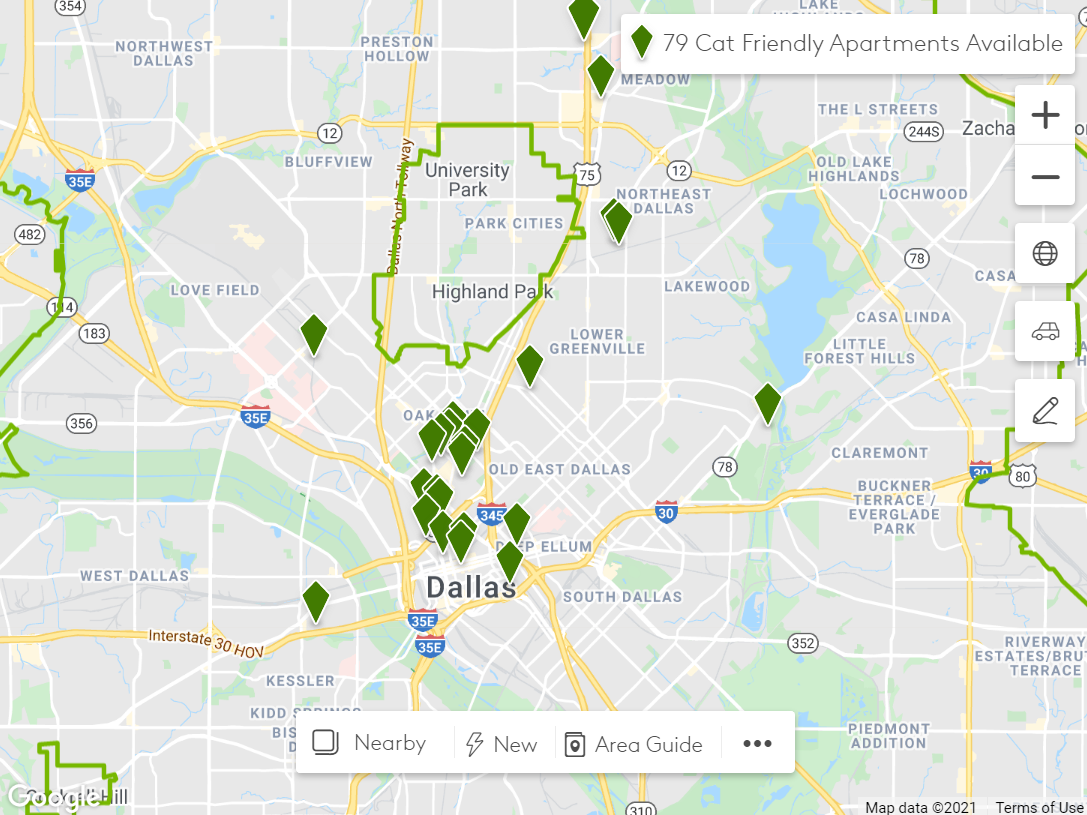 354
LAKE
HIGHLANDS
79 Cat Friendly Apartments Available
NORTHWEST
DALLAS
PRESTON
HOLLOW
MEADOW
THE L STREETS
12
244S
Zacha
BLUFFVIEW
Dallas North Tollway
University
Park
75
12
OLD LAKE
HIGHLANDS
35E
NORTHEAST
DALLAS
LOCHWOOD
PARK CITIES
482
78
LOVE FIELD
Highland Park
LAKEWOOD
CASA
114
183
LOWER
GREENVILLE
CASA LINDA
LITTLE
FOREST HILLS
35E
OAK
356
CLAREMONT
OLD EAST DALLAS
78
30
80
BUCKNER
TERRACE /
EVERGLADE
PARK
345
30
DEEP ELLUM
WEST DALLAS
Dallas
SOUTH DALLAS
35E
Interstate 30 HOV
35E
352
RIVERWAY
ESTATES/BRU
TERRACE
KESSLER
KIDD SPRINGS
BIS
D
Nearby
New
Area Guide
•••
PIEDMONT
ADDITION
Google
Cockrell Hill
310
Map data ©2021
Terms of Use